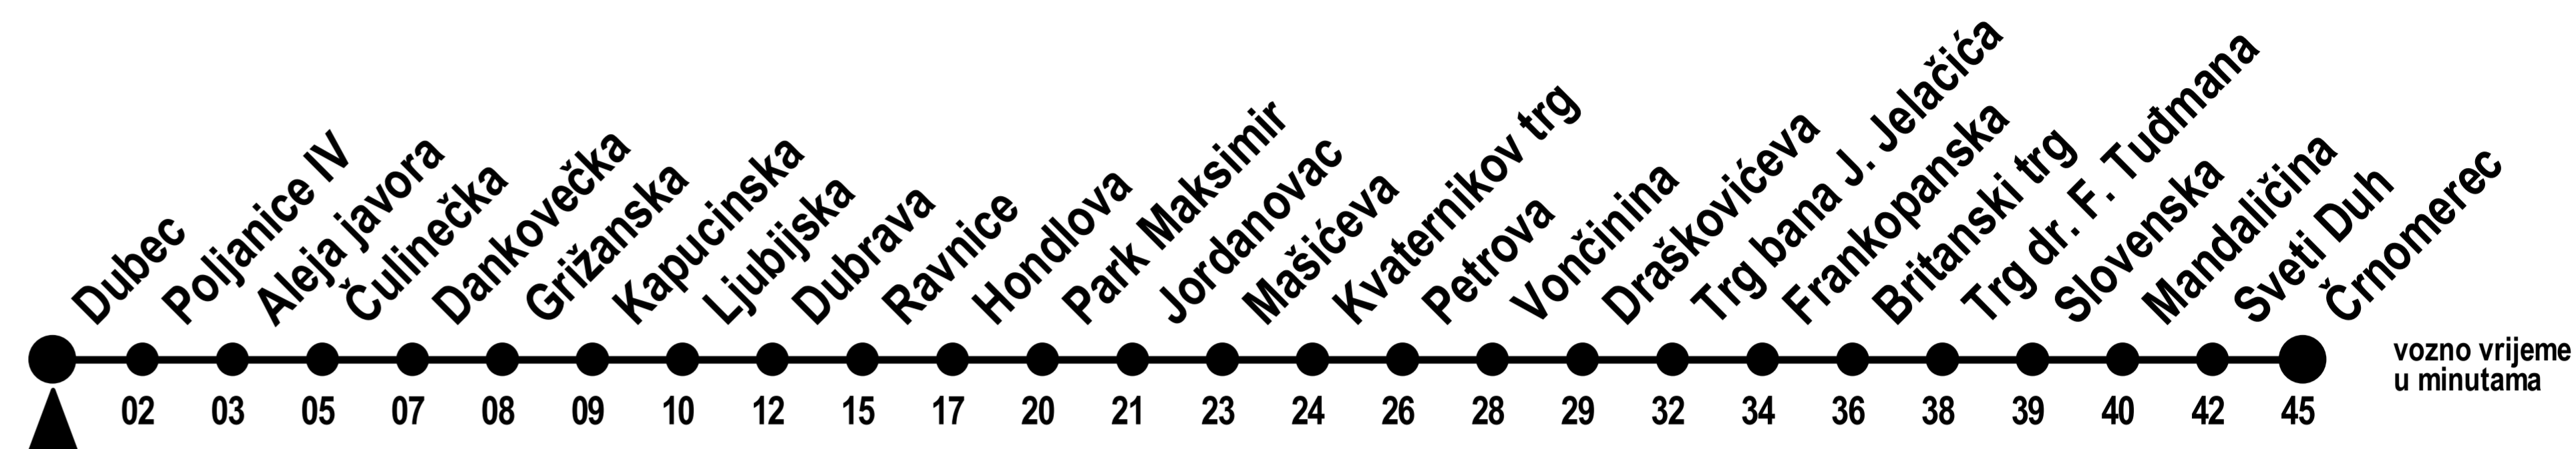 Dubec
Poljanice IV
Aleja javora
Čulinečka
Dankovečka
Grižanska
Kapucinska
Ljubijska
Dubrava
Ravnice
Hondlova
Park Maksimir
Jordanovac
Mašićeva
Kvaternikov trg
Petrova
Vončinina
Draškovićeva
Trg bana J. Jelačića
Frankopanska
Britanski trg
Trg dr. F. Tuđmana
Slovenska
Mandaličina
Sveti Duh
Črnomerec
vozno vrijeme
u minutama
02 03 05 07 08 09 10 12 15 17 20 21 23 24 26 28 29 32 34 36 38 39 40 42 45